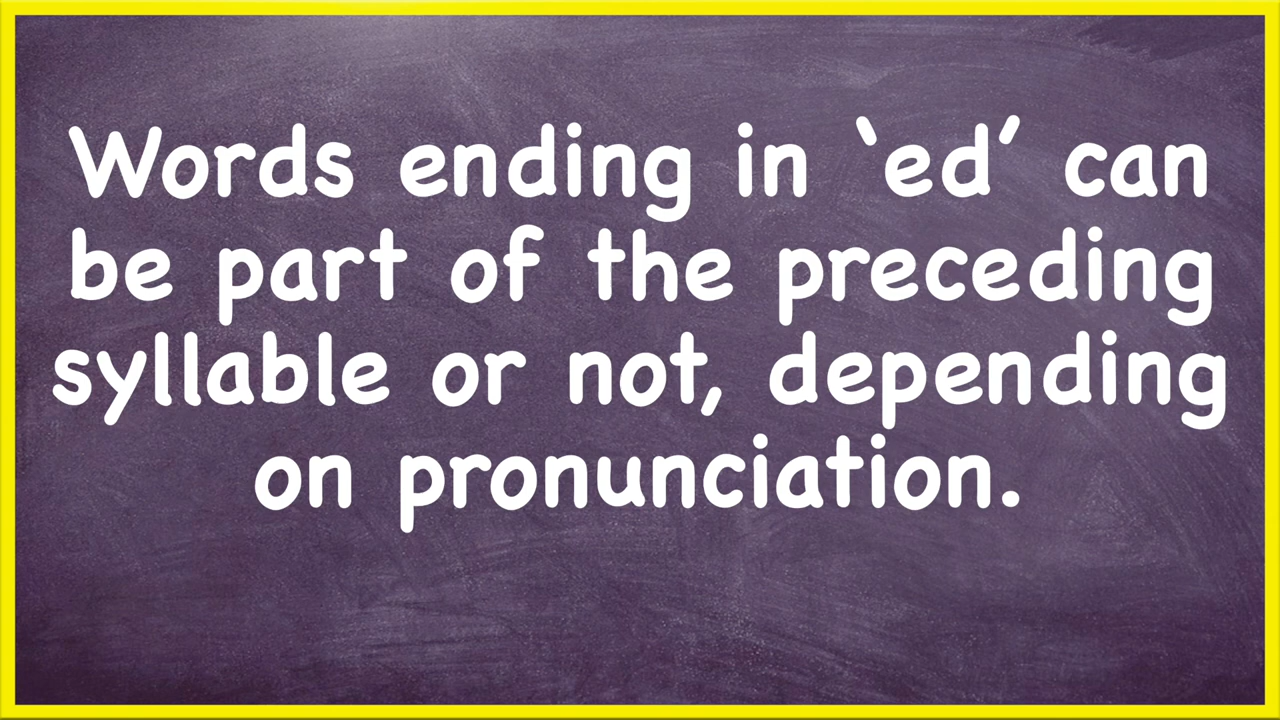 Words ending in ‘ed’ can
be part of the preceding
syllable or not, depending
on pronunciation.